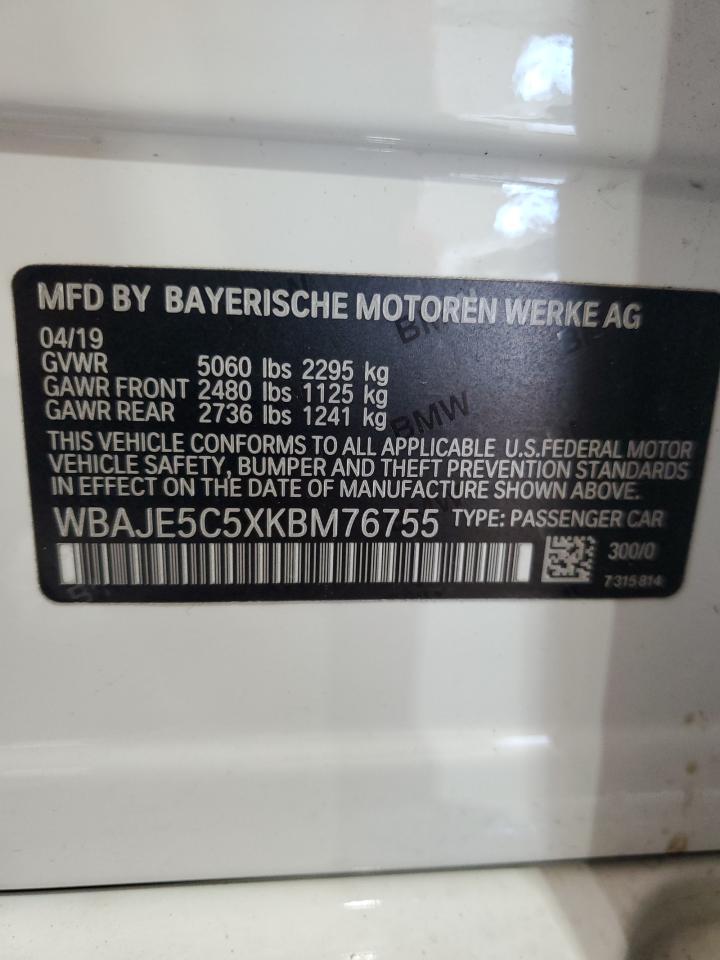 MFD BY BAYERISCHE MOTOREN WERKE AG
04/19
GVWR 5060 lbs 2295 kg
GAWR FRONT 2480 lbs 1125 kg
GAWR REAR 2736 lbs 1241 kg
BMW
BMW
THIS VEHICLE CONFORMS TO ALL APPLICABLE U.S.FEDERAL MOTOR
VEHICLE SAFETY, BUMPER AND THEFT PREVENTION STANDARDS
IN EFFECT ON THE DATE OF MANUFACTURE SHOWN ABOVE.
WBAJE5C5XKBM76755 TYPE: PASSENGER CAR
300/0
7315814